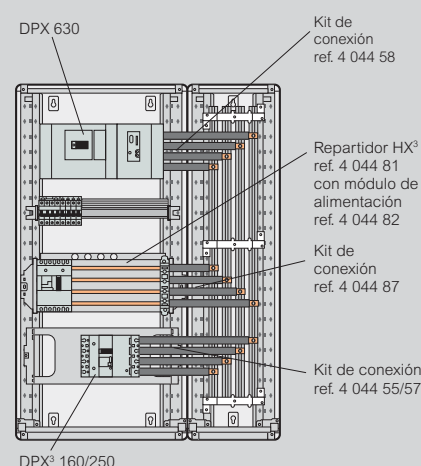 DPX 630
Kit de
conexión
ref. 4 044 58
Repartidor HX³
ref. 4 044 81
con módulo de
alimentación
ref. 4 044 82
Kit de
conexión
ref. 4 044 87
Kit de conexión
ref. 4 044 55/57
DPX³ 160/250